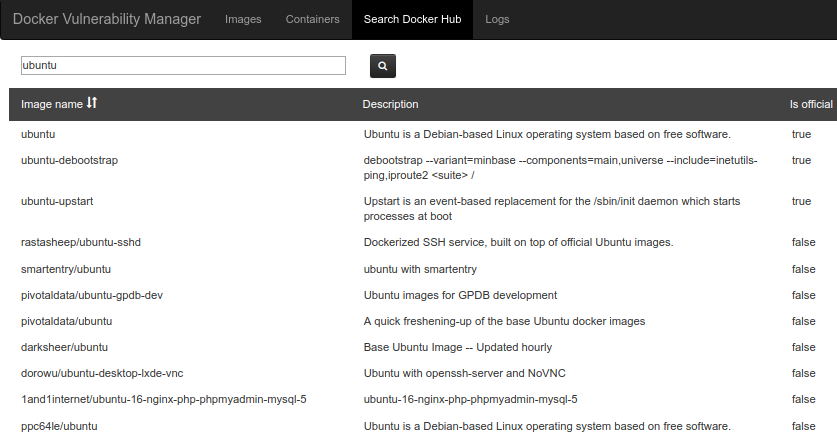 Docker Vulnerability Manager Images Containers Search Docker Hub Logs
ubuntu
Image name Description Is official
ubuntu Ubuntu is a Debian-based Linux operating system based on free software. true
ubuntu-debootstrap debootstrap --variant=minbase --components=main,universe --include=inetutils- true
ping,iproute2 <suite> /
ubuntu-upstart Upstart is an event-based replacement for the /sbin/init daemon which starts true
processes at boot
rastasheep/ubuntu-sshd Dockerized SSH service, built on top of official Ubuntu images. false
smartentry/ubuntu ubuntu with smartentry false
pivotaldata/ubuntu-gpdb-dev Ubuntu images for GPDB development false
pivotaldata/ubuntu A quick freshening-up of the base Ubuntu docker images false
darksheer/ubuntu Base Ubuntu Image -- Updated hourly false
dorowu/ubuntu-desktop-lxde-vnc Ubuntu with openssh-server and NoVNC false
1and1internet/ubuntu-16-nginx-php-phpmyadmin-mysql-5 ubuntu-16-nginx-php-phpmyadmin-mysql-5 false
ppc64le/ubuntu Ubuntu is a Debian-based Linux operating system based on free software. false